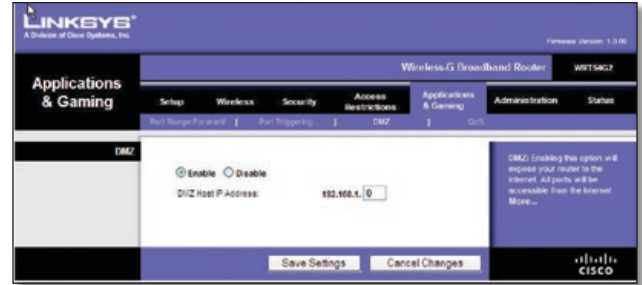 LINKSYS®
A Division of Cisco Systems, Inc.
Firmware Version: 1.0.00
Wireless-G Broadband Router
WRT54G2
Applications
& Gaming
Setup
Wireless
Security
Access
Restrictions
Applications
& Gaming
Administration
Status
Port Range Forward | Port Triggering | DMZ | QoS
DMZ
Enable Disable
DMZ Host IP Address: 192.168.1. 0
DMZ: Enabling this option will
expose your router to the
internet. All ports will be
accessible from the internet
More...
Save Settings Cancel Changes
CISCO